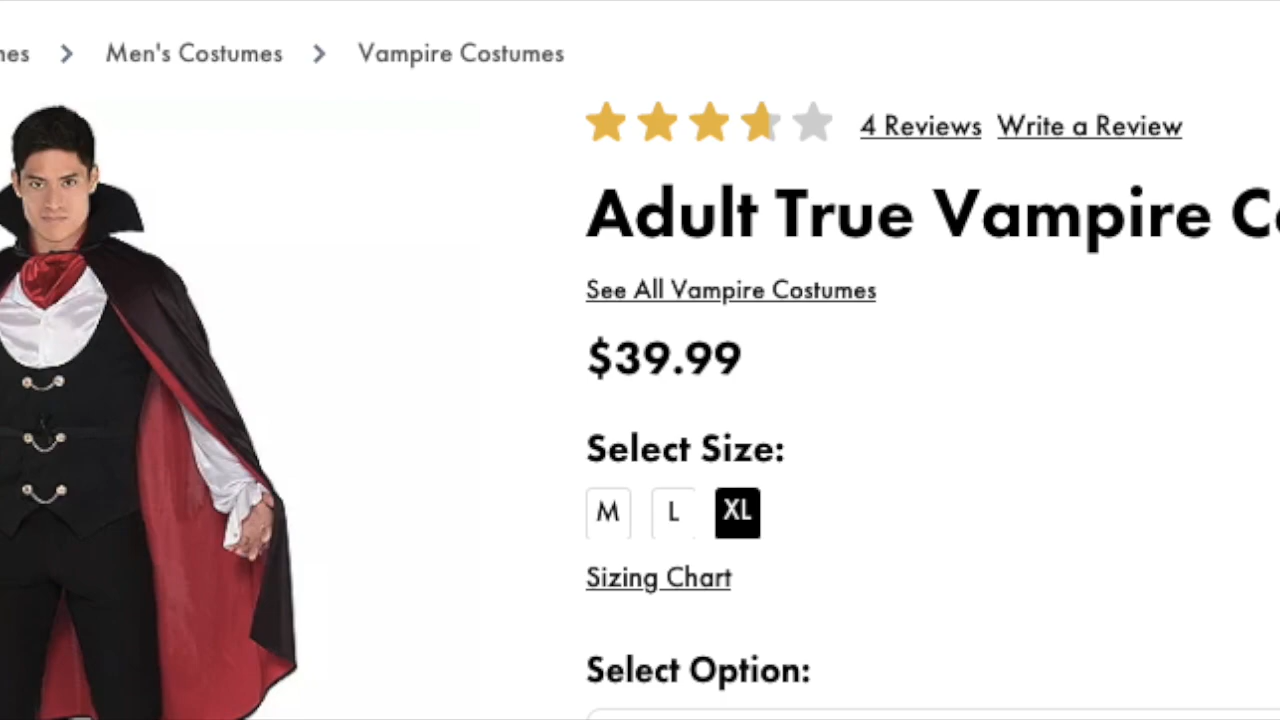 Men's Costumes
Vampire Costumes
4 Reviews Write a Review
Adult True Vampire
See All Vampire Costumes
$39.99
Select Size:
M L XL
Sizing Chart
Select Option: